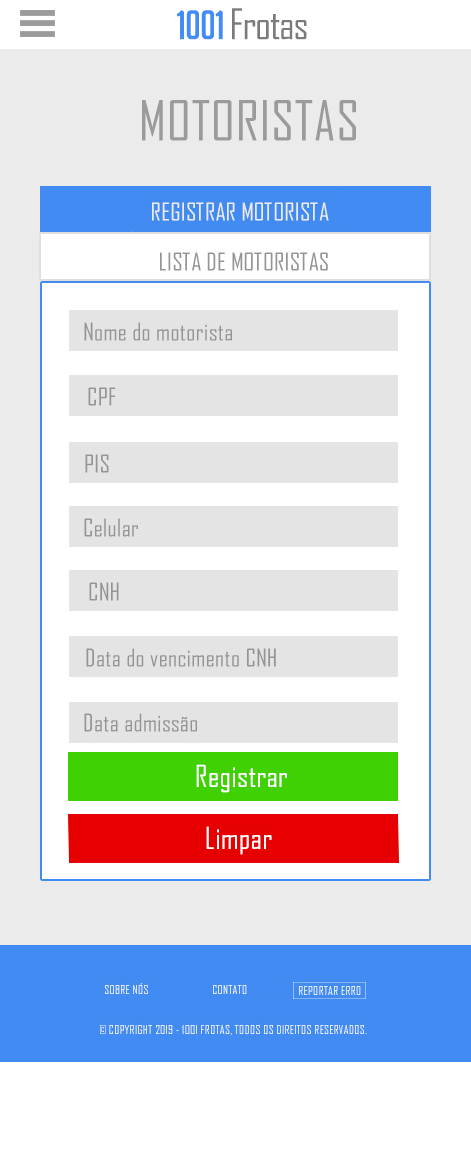 1001 Frotas
MOTORISTAS
REGISTRAR MOTORISTA
LISTA DE MOTORISTAS
Nome do motorista
CPF
PIS
Celular
CNH
Data do vencimento CNH
Data admissão
Registrar
Limpar
SOBRE NÓS CONTATO REPORTAR ERRO
© COPYRIGHT 2019 - 1001 FROTAS, TODOS OS DIREITOS RESERVADOS.